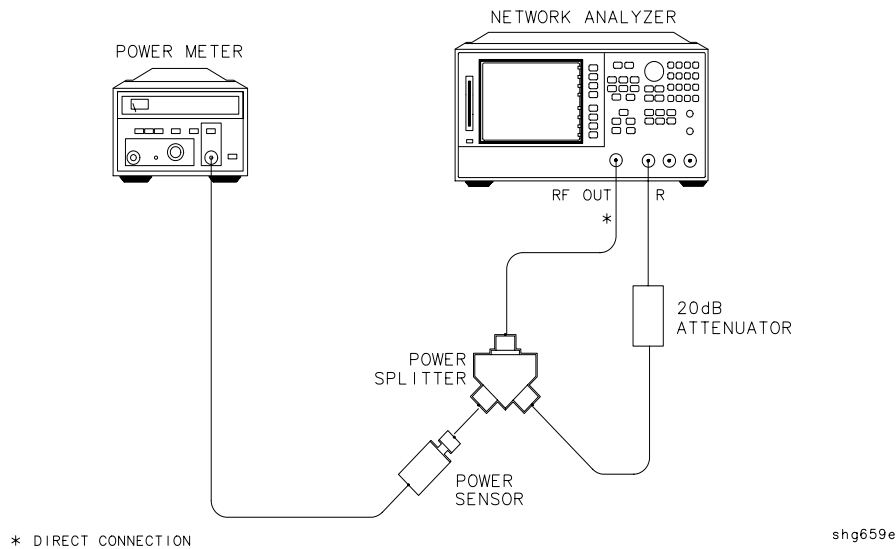 NETWORK ANALYZER
POWER METER
RF OUT
R
*
20dB
ATTENUATOR
POWER
SPLITTER
POWER
SENSOR
* DIRECT CONNECTION
shg659e